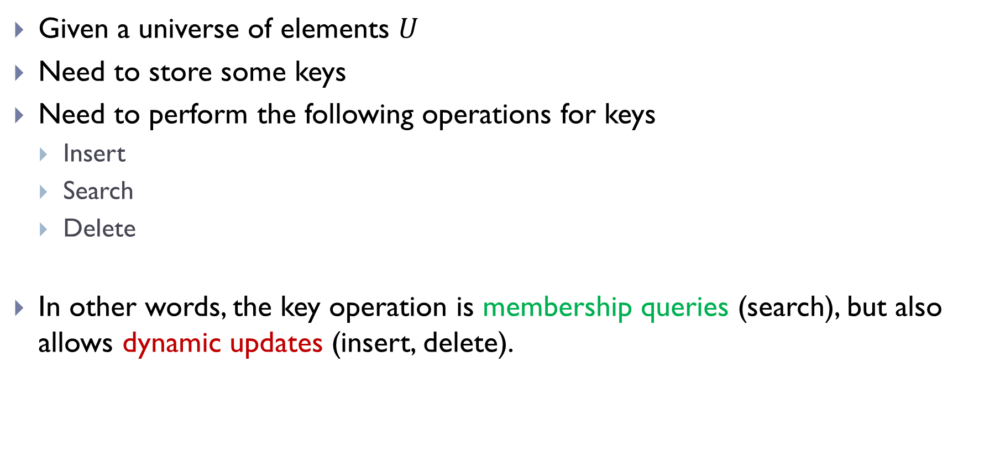 Given a universe of elements U
Need to store some keys
Need to perform the following operations for keys
Insert
Search
Delete
In other words, the key operation is membership queries (search), but also
allows dynamic updates (insert, delete).